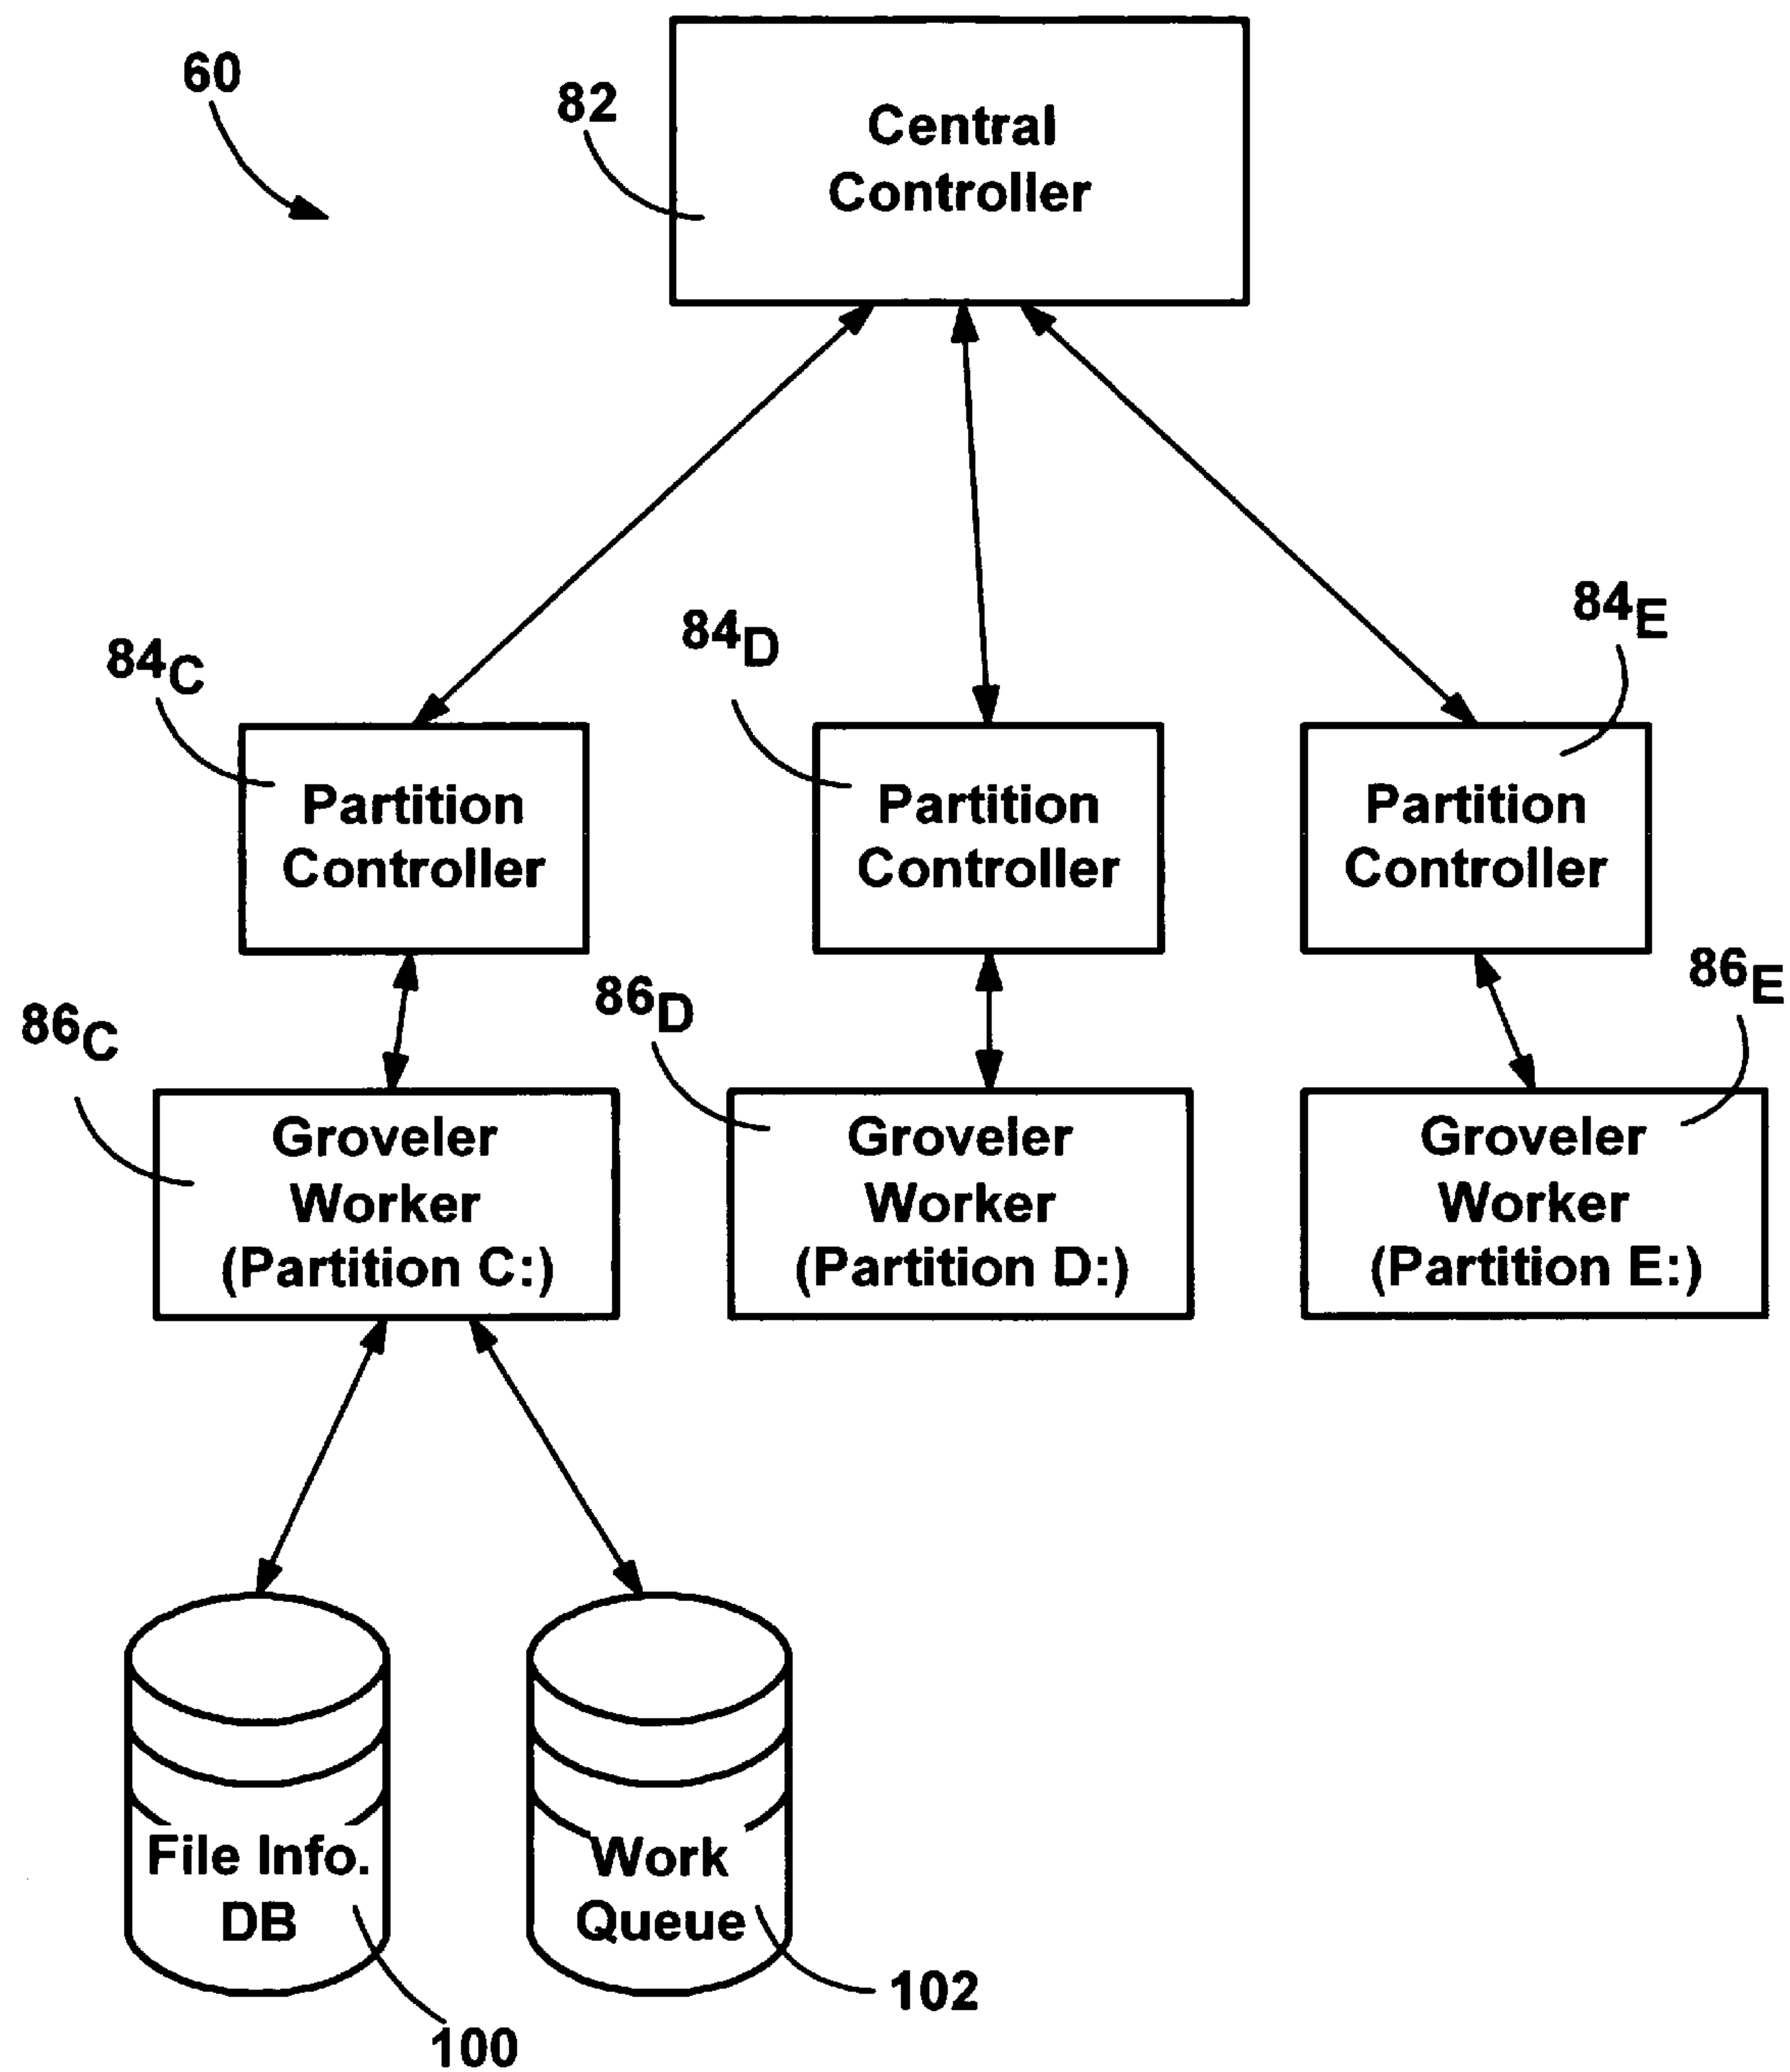 60
82
Central
Controller
84C
84D
84E
Partition
Controller
Partition
Controller
Partition
Controller
86C
86D
86E
Groveler
Worker
(Partition C:)
Groveler
Worker
(Partition D:)
Groveler
Worker
(Partition E:)
File Info.
DB
Work
Queue
100
102